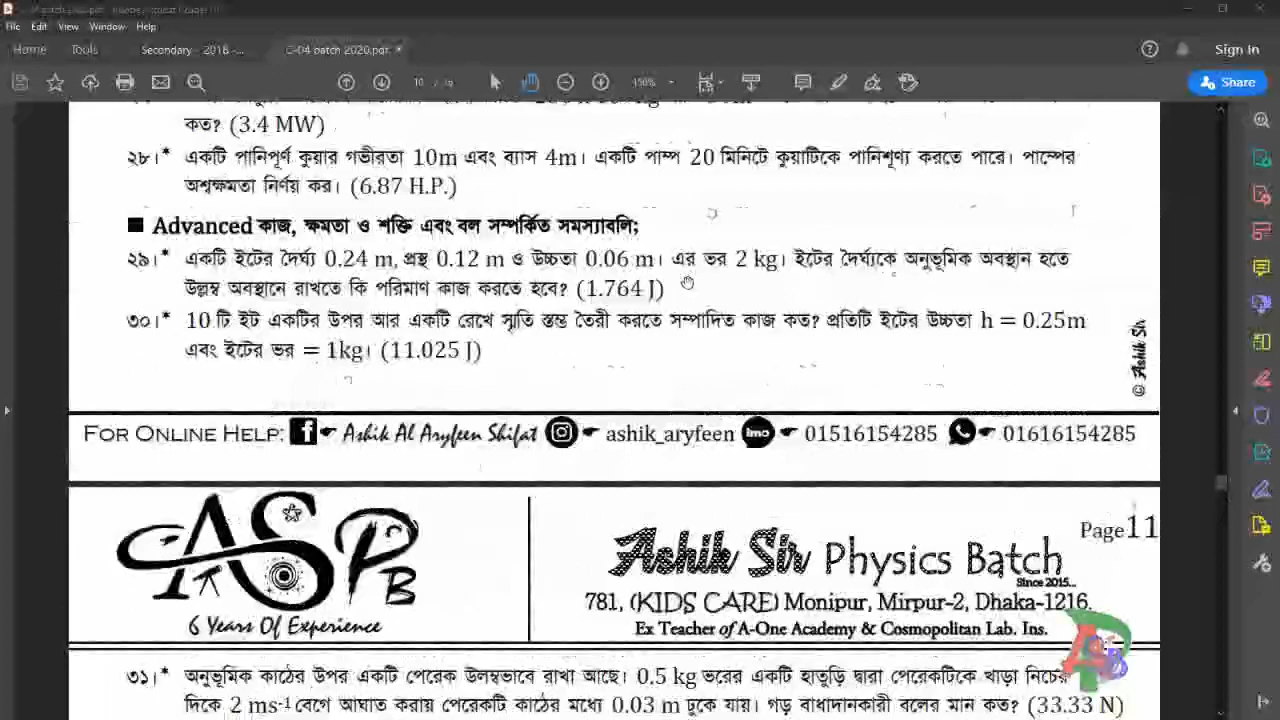 File Edit View Window Help
Home Tools Secondary - 2018 -... C-04 batch 2020.pdf × Sign In
10 / 450% Share
কত? (3.4 MW)
২৮।* একটি পানিপূর্ণ কুয়ার গভীরতা 10m এবং ব্যাস 4m। একটি পাম্প 20 মিনিটে কুয়াটিকে পানিশূণ্য করতে পারে। পাম্পের
অশ্বক্ষমতা নির্ণয় কর। (6.87 H.P.)
■ Advanced কাজ, ক্ষমতা ও শক্তি এবং বল সম্পর্কিত সমস্যাবলি;
২৯।* একটি ইটের দৈর্ঘ্য 0.24 m, প্রস্থ 0.12 m ও উচ্চতা 0.06 m। এর ভর 2 kg। ইটের দৈর্ঘ্যকে অনুভূমিক অবস্থান হতে
উল্লম্ব অবস্থানে রাখতে কি পরিমাণ কাজ করতে হবে? (1.764 J)
৩০।* 10 টি ইট একটির উপর আর একটি রেখে স্মৃতি স্তম্ভ তৈরী করতে সম্পাদিত কাজ কত? প্রতিটি ইটের উচ্চতা h = 0.25m
এবং ইটের ভর = 1kg। (11.025 J)
© Ashik Sir
FOR ONLINE HELP: Ashik Al Aryfeen Shifat ashik_aryfeen imo 01516154285 01616154285
ASPB
6 Years Of Experience
Page11
Ashik Sir Physics Batch
Since 2015...
781, (KIDS CARE) Monipur, Mirpur-2, Dhaka-1216.
Ex Teacher of A-One Academy & Cosmopolitan Lab. Ins.
৩১।* অনুভূমিক কাঠের উপর একটি পেরেক উলম্বভাবে রাখা আছে। 0.5 kg ভরের একটি হাতুড়ি দ্বারা পেরেকটিকে খাড়া নিচের
দিকে 2 ms-1 বেগে আঘাত করায় পেরেকটি কাঠের মধ্যে 0.03 m ঢুকে যায়। গড় বাধাদানকারী বলের মান কত? (33.33 N)